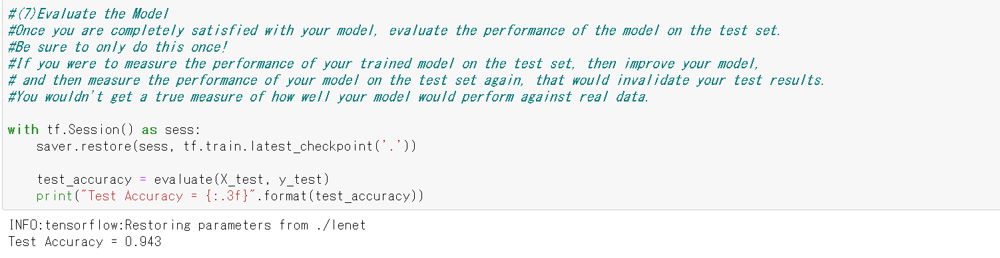 #(7)Evaluate the Model
#Once you are completely satisfied with your model, evaluate the performance of the model on the test set.
#Be sure to only do this once!
#If you were to measure the performance of your trained model on the test set, then improve your model,
# and then measure the performance of your model on the test set again, that would invalidate your test results.
#You wouldn't get a true measure of how well your model would perform against real data.
with tf.Session() as sess:
    saver.restore(sess, tf.train.latest_checkpoint('.'))
    test_accuracy = evaluate(X_test, y_test)
    print("Test Accuracy = {:.3f}".format(test_accuracy))
INFO:tensorflow:Restoring parameters from ./lenet
Test Accuracy = 0.943